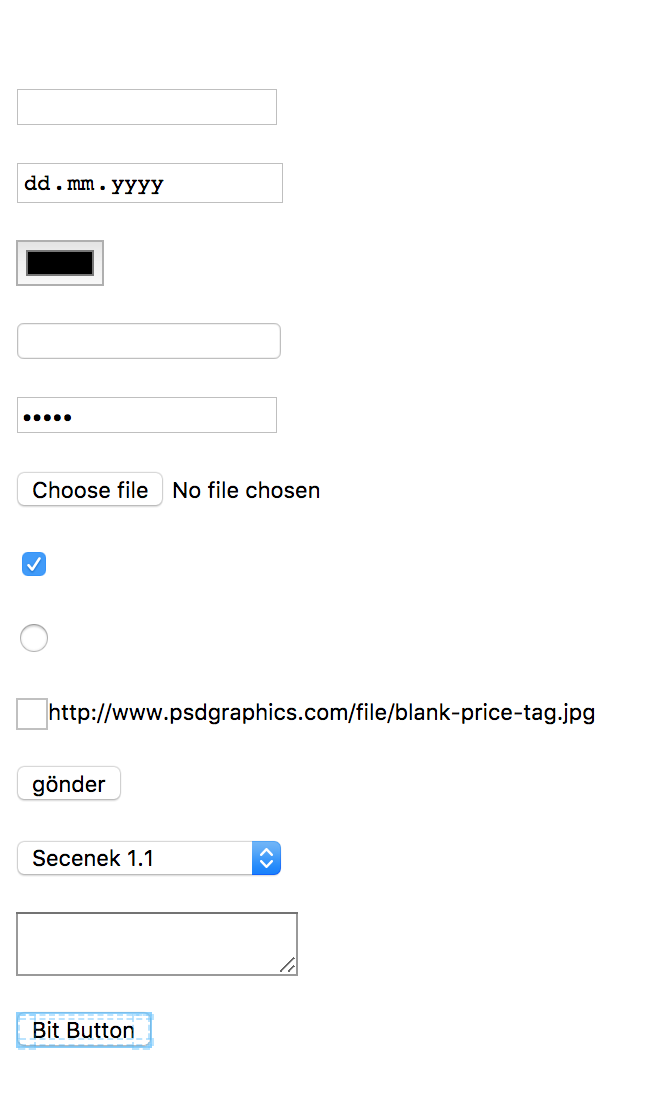 dd.mm.yyyy
•••••
Choose file No file chosen
http://www.psdgraphics.com/file/blank-price-tag.jpg
gönder
Secenek 1.1
Bit Button